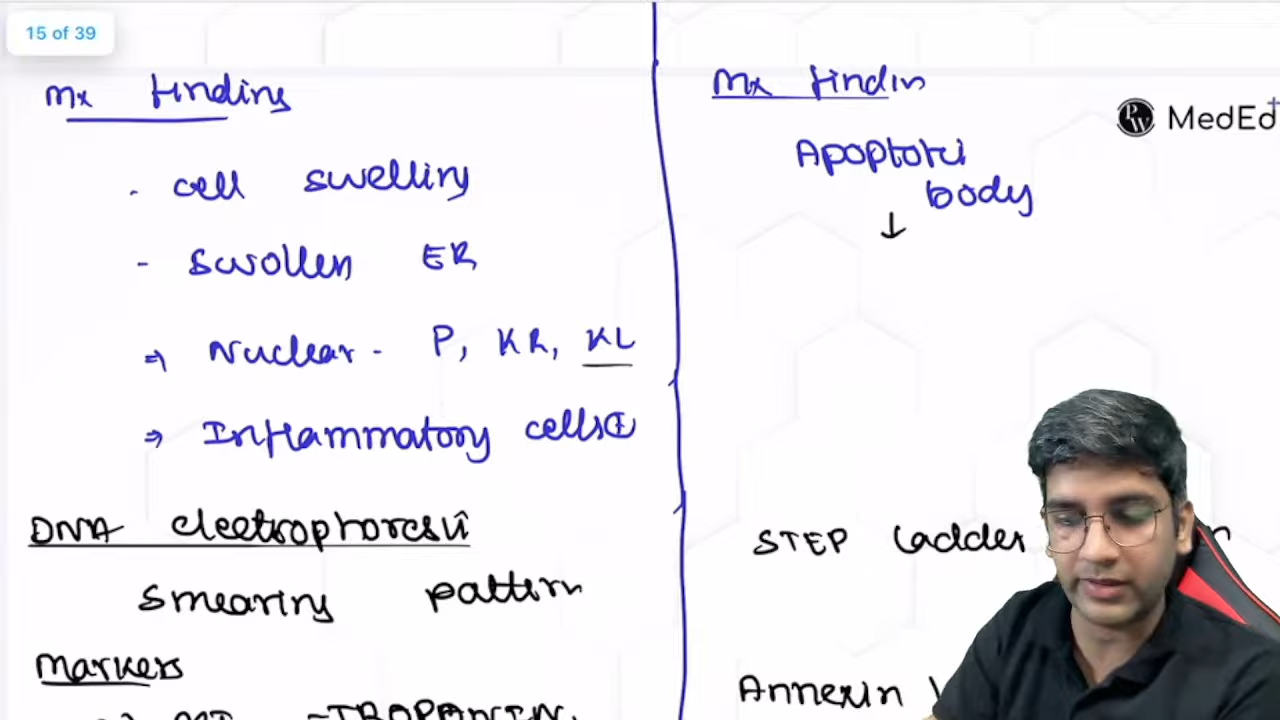 15 of 39
Mx finding
- cell swelling
- Swollen ER
⇒ Nuclear - P, KR, KL
⇒ Inflammatory cells ⊕
DNA electrophoresis
Smearing pattern
Markers
Mx findin
PW MedEd
Apoptotic
body
↓
STEP ladder
Annexin